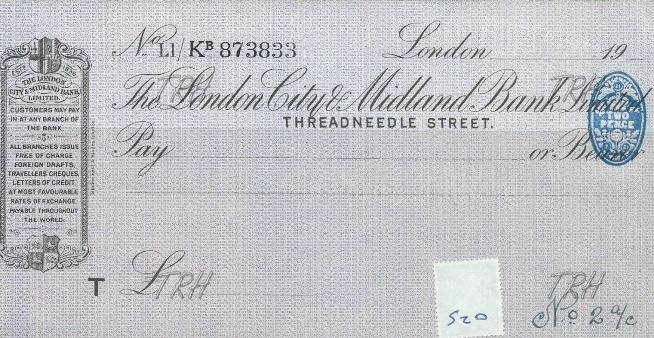 No. L1/KB 873833
London 19
TRH TRH
The London City & Midland Bank Limited
THREADNEEDLE STREET.
TWO PENCE
Pay or Bearer
THE LONDON
CITY & MIDLAND BANK
LIMITED.
CUSTOMERS MAY PAY
IN AT ANY BRANCH OF
THE BANK
ALL BRANCHES ISSUE
FREE OF CHARGE
FOREIGN DRAFTS,
TRAVELLERS CHEQUES,
LETTERS OF CREDIT,
AT MOST FAVOURABLE
RATES OF EXCHANGE
PAYABLE THROUGHOUT
THE WORLD.
T
£ TRH TRH
520
No. 2 a/c